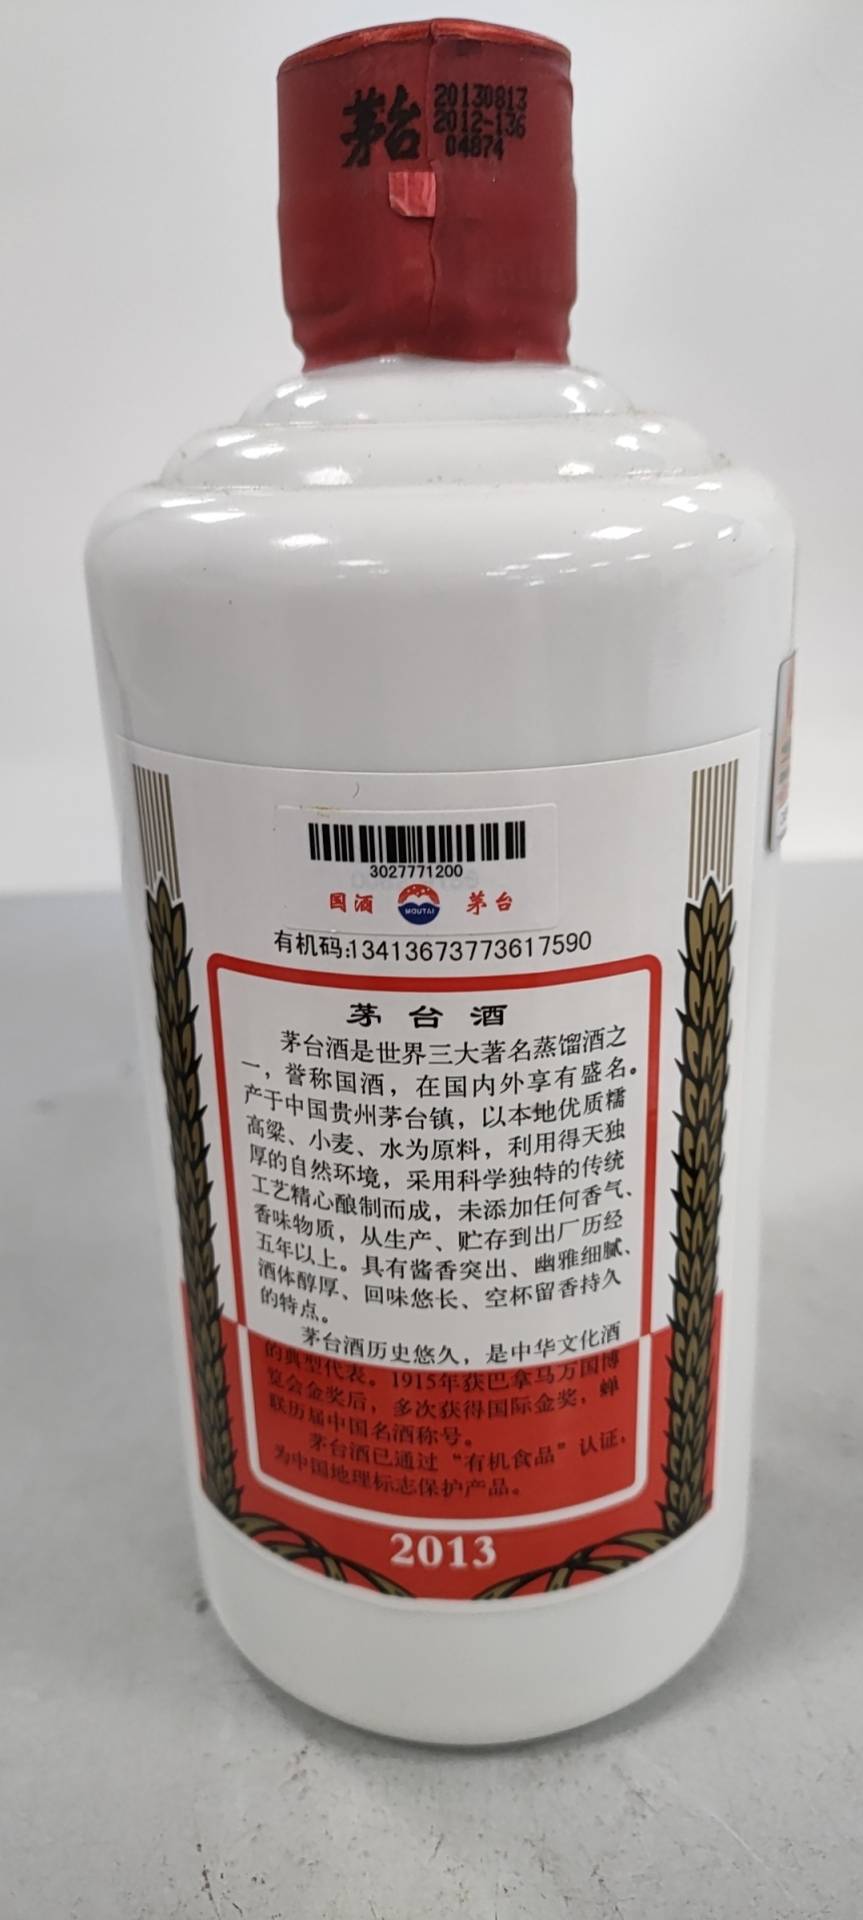 茅台
20130813
2012-136
04874
3027771200
国酒
MOUTAI
茅台
有机码:13413673773617590
茅台酒
茅台酒是世界三大著名蒸馏酒之
一，誉称国酒，在国内外享有盛名。
产于中国贵州茅台镇，以本地优质糯
高粱、小麦、水为原料，利用得天独
厚的自然环境，采用科学独特的传统
工艺精心酿制而成，未添加任何香气、
香味物质，从生产、贮存到出厂历经
五年以上。具有酱香突出、幽雅细腻、
酒体醇厚、回味悠长、空杯留香持久
的特点。
茅台酒历史悠久，是中华文化酒
的典型代表。1915年获巴拿马万国博
览会金奖后，多次获得国际金奖，蝉
联历届中国名酒称号。
茅台酒已通过“有机食品”认证，
为中国地理标志保护产品。
2013